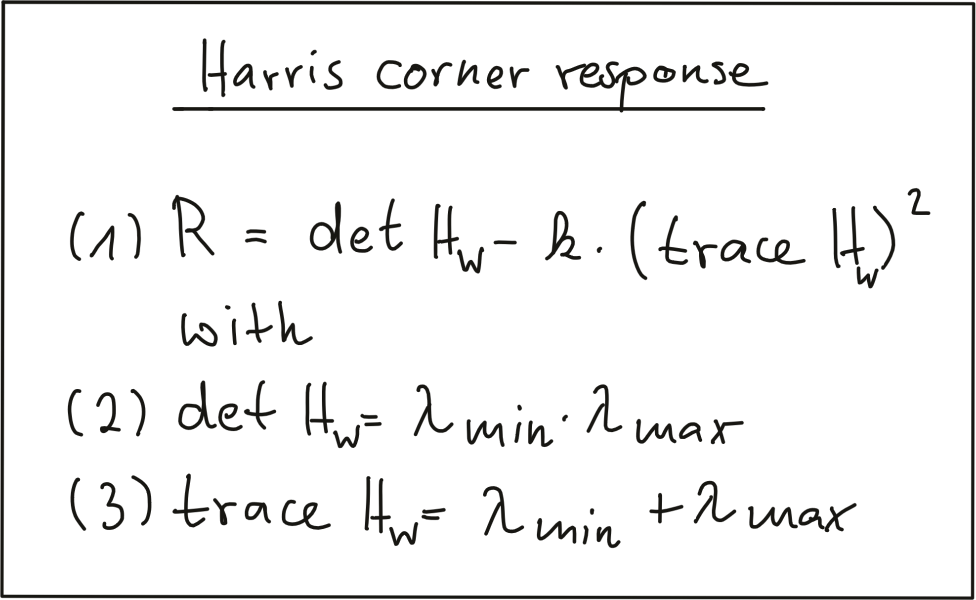 Harris corner response
(1) R = det H_w - k · (trace H_w)²
with
(2) det H_w = λ_min · λ_max
(3) trace H_w = λ_min + λ_max